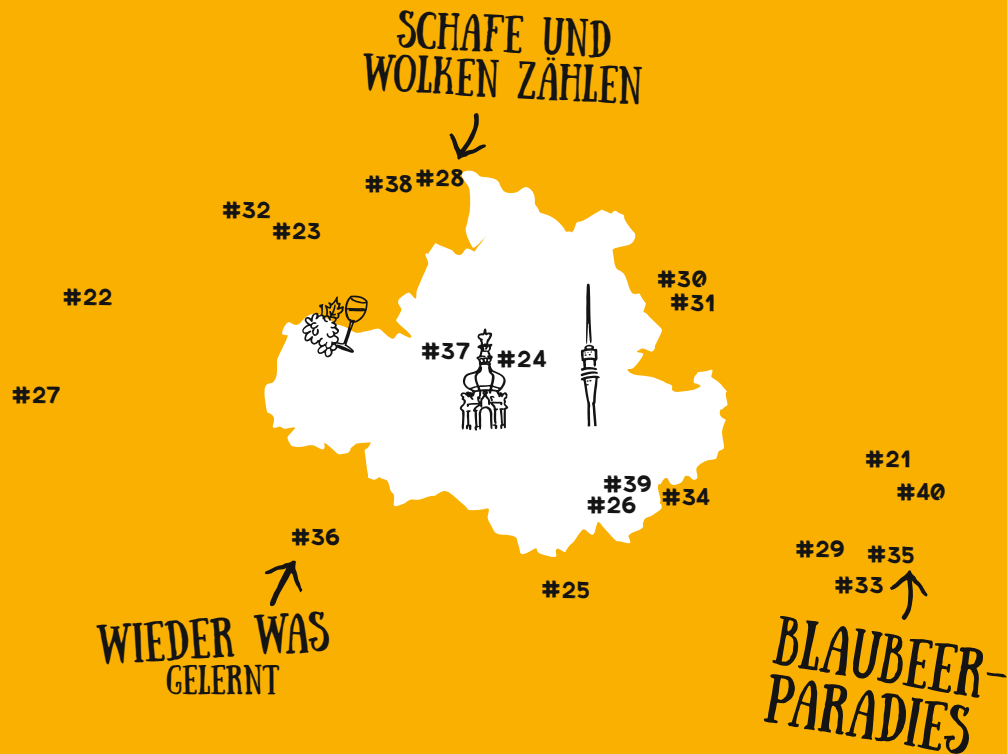 SCHAFE UND
WOLKEN ZÄHLEN
#38 #28
#32
#23
#30
#22
#31
#37 #24
#27
#21
#39
#40
#34
#26
#36
#29 #35
#33
#25
WIEDER WAS
GELERNT
BLAUBEER-
PARADIES